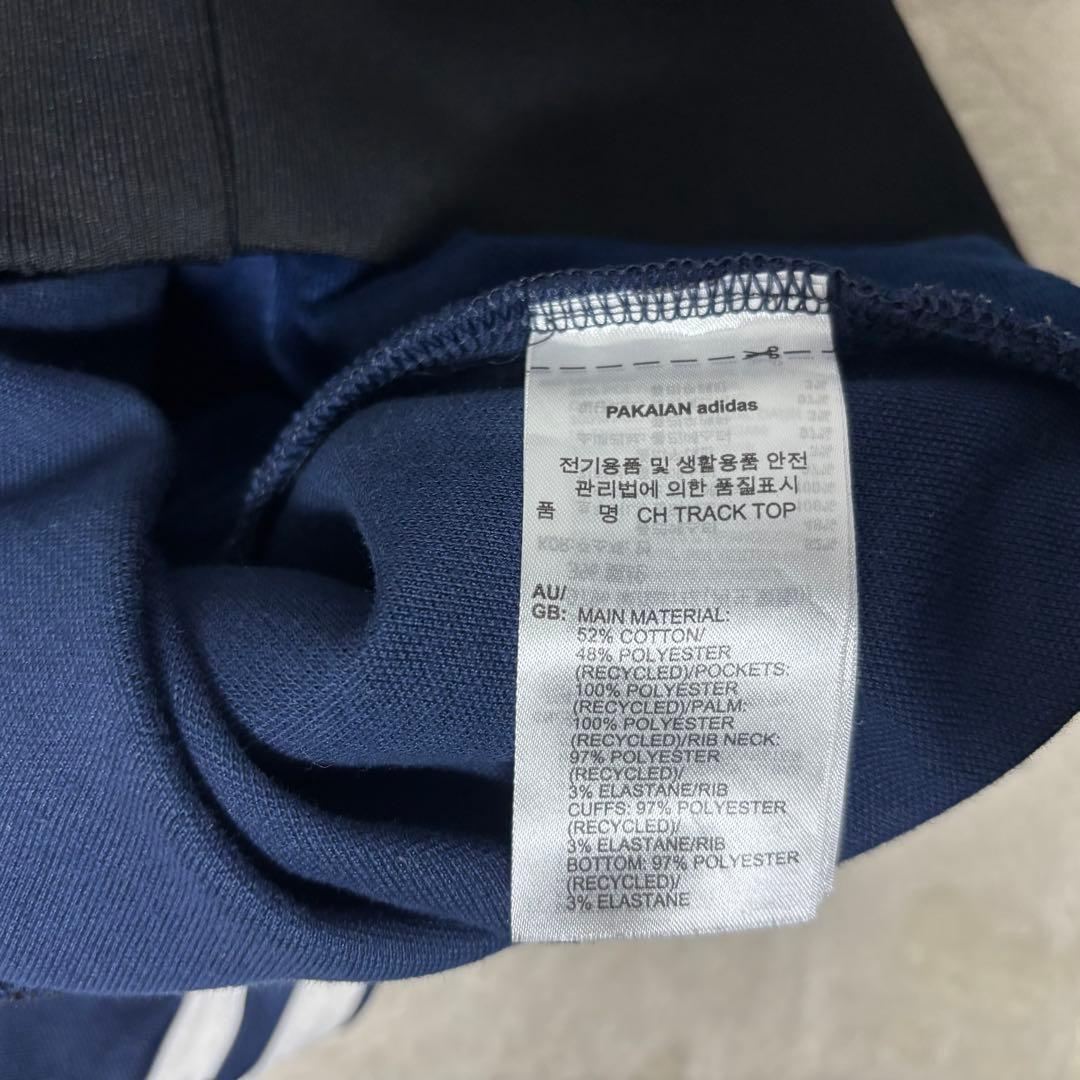 PAKAIAN adidas
전기용품 및 생활용품 안전
관리법에 의한 품질표시
품 명 CH TRACK TOP
AU/
GB: MAIN MATERIAL:
52% COTTON/
48% POLYESTER
(RECYCLED)/POCKETS:
100% POLYESTER
(RECYCLED)/PALM:
100% POLYESTER
(RECYCLED)/RIB NECK:
97% POLYESTER
(RECYCLED)/
3% ELASTANE/RIB
CUFFS: 97% POLYESTER
(RECYCLED)/
3% ELASTANE/RIB
BOTTOM: 97% POLYESTER
(RECYCLED)/
3% ELASTANE